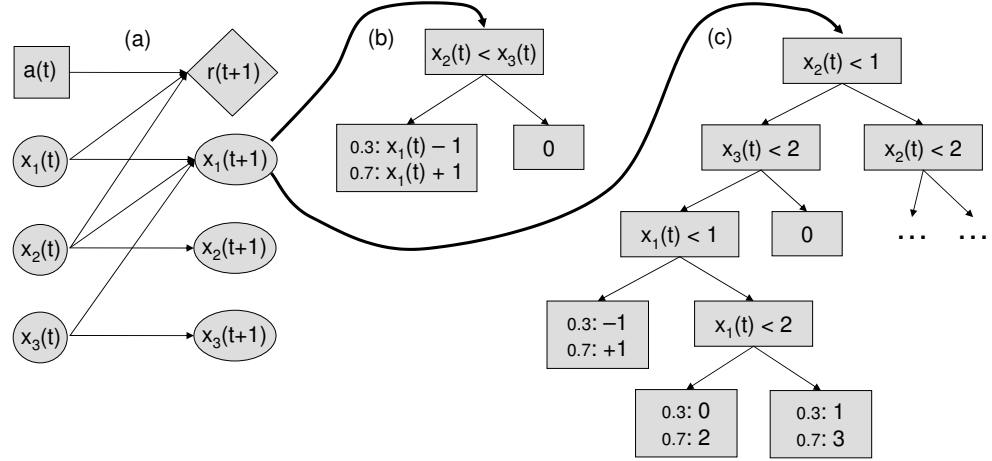 (a)
(b)
(c)
a(t)
r(t+1)
x₁(t)
x₁(t+1)
x₂(t)
x₂(t+1)
x₃(t)
x₃(t+1)
x₂(t) < x₃(t)
0.3: x₁(t) – 1
0.7: x₁(t) + 1
0
x₂(t) < 1
x₃(t) < 2
x₂(t) < 2
x₁(t) < 1
0
... ...
0.3: –1
0.7: +1
x₁(t) < 2
0.3: 0
0.7: 2
0.3: 1
0.7: 3